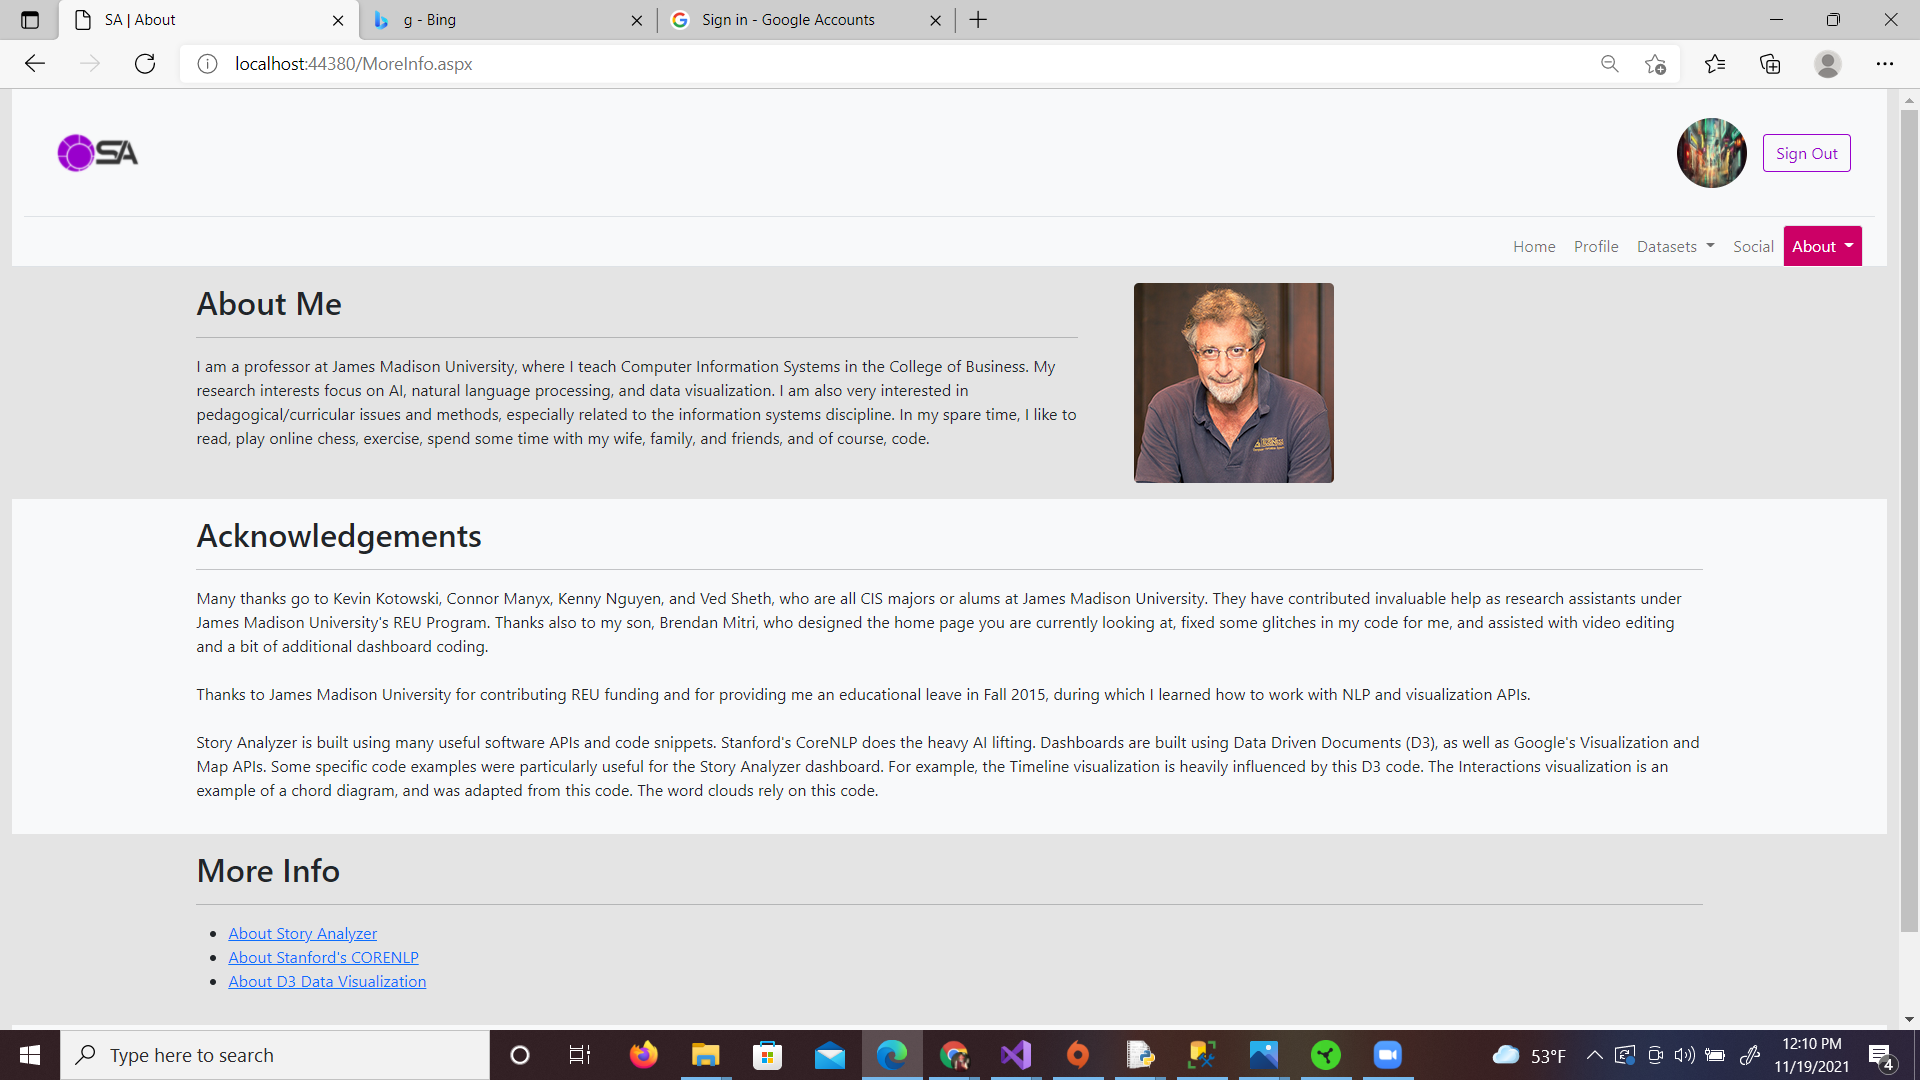 SA | About
g - Bing
Sign in - Google Accounts
localhost:44380/MoreInfo.aspx
SA
Sign Out
Home Profile Datasets Social About
About Me
I am a professor at James Madison University, where I teach Computer Information Systems in the College of Business. My
research interests focus on AI, natural language processing, and data visualization. I am also very interested in
pedagogical/curricular issues and methods, especially related to the information systems discipline. In my spare time, I like to
read, play online chess, exercise, spend some time with my wife, family, and friends, and of course, code.
Acknowledgements
Many thanks go to Kevin Kotowski, Connor Manyx, Kenny Nguyen, and Ved Sheth, who are all CIS majors or alums at James Madison University. They have contributed invaluable help as research assistants under
James Madison University's REU Program. Thanks also to my son, Brendan Mitri, who designed the home page you are currently looking at, fixed some glitches in my code for me, and assisted with video editing
and a bit of additional dashboard coding.
Thanks to James Madison University for contributing REU funding and for providing me an educational leave in Fall 2015, during which I learned how to work with NLP and visualization APIs.
Story Analyzer is built using many useful software APIs and code snippets. Stanford's CoreNLP does the heavy AI lifting. Dashboards are built using Data Driven Documents (D3), as well as Google's Visualization and
Map APIs. Some specific code examples were particularly useful for the Story Analyzer dashboard. For example, the Timeline visualization is heavily influenced by this D3 code. The Interactions visualization is an
example of a chord diagram, and was adapted from this code. The word clouds rely on this code.
More Info
About Story Analyzer
About Stanford's CORENLP
About D3 Data Visualization
Type here to search
53°F
12:10 PM
11/19/2021
4